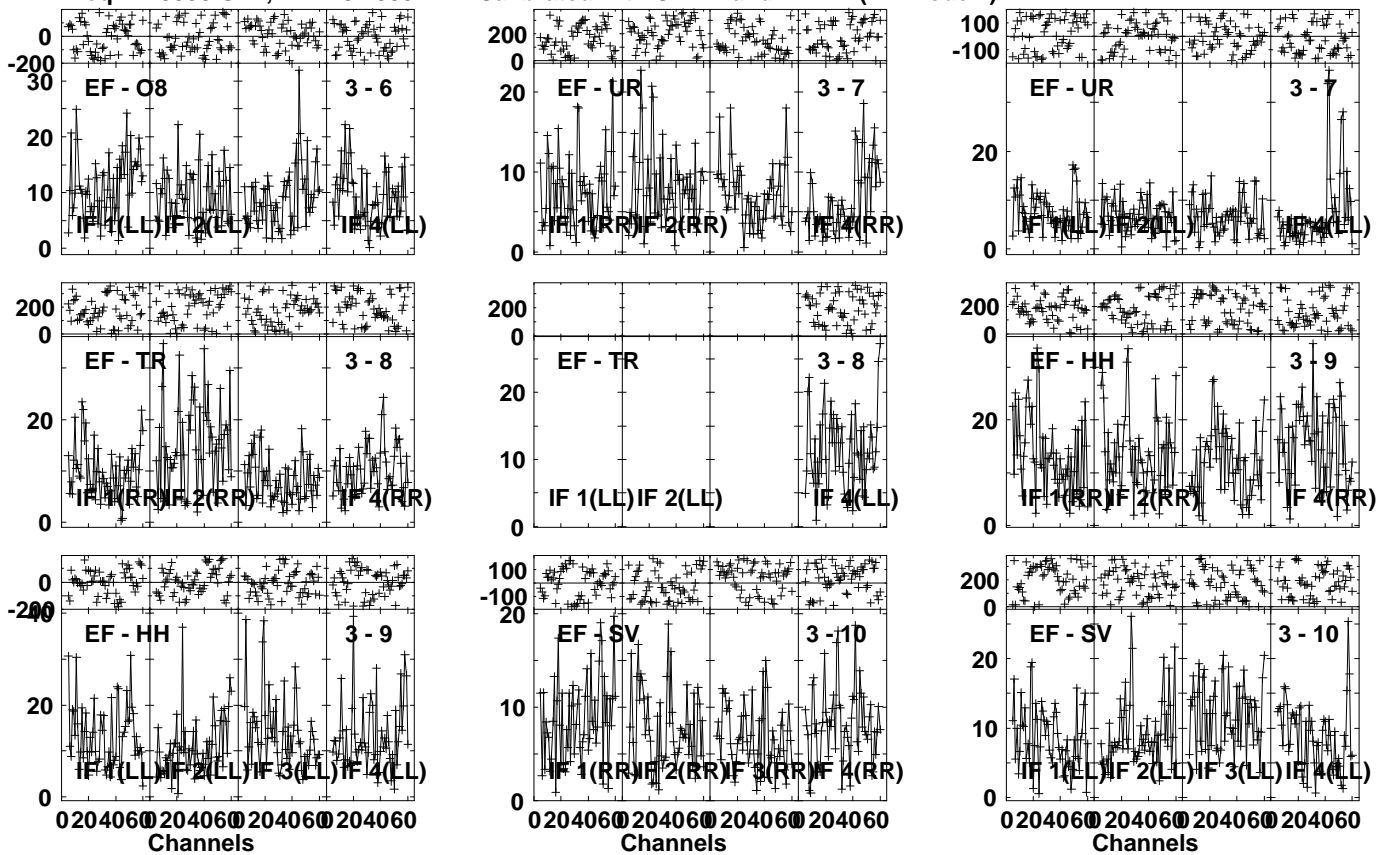 0
-200
30
EF - O8
3 - 6
20
10
0
IF 1(LL)
IF 2(LL)
IF 4(LL)
200
0
20
EF - UR
3 - 7
10
0
IF 1(RR)
IF 2(RR)
IF 4(RR)
100
-100
EF - UR
3 - 7
20
0
IF 1(LL)
IF 2(LL)
IF 4(LL)
200
0
EF - TR
3 - 8
20
0
IF 1(RR)
IF 2(RR)
IF 4(RR)
200
0
EF - TR
3 - 8
20
10
0
IF 1(LL)
IF 2(LL)
IF 4(LL)
200
0
EF - HH
3 - 9
20
0
IF 1(RR)
IF 2(RR)
IF 4(RR)
0
-200
40
EF - HH
3 - 9
20
0
IF 1(LL)
IF 2(LL)
IF 3(LL)
IF 4(LL)
0 20 40 60 0 20 40 60 0 20 40 60 0 20 40 60
Channels
100
-100
20
EF - SV
3 - 10
15
10
5
0
IF 1(RR)
IF 2(RR)
IF 3(RR)
IF 4(RR)
0 20 40 60 0 20 40 60 0 20 40 60 0 20 40 60
Channels
200
0
EF - SV
3 - 10
20
10
0
IF 1(LL)
IF 2(LL)
IF 3(LL)
IF 4(LL)
0 20 40 60 0 20 40 60 0 20 40 60 0 20 40 60
Channels